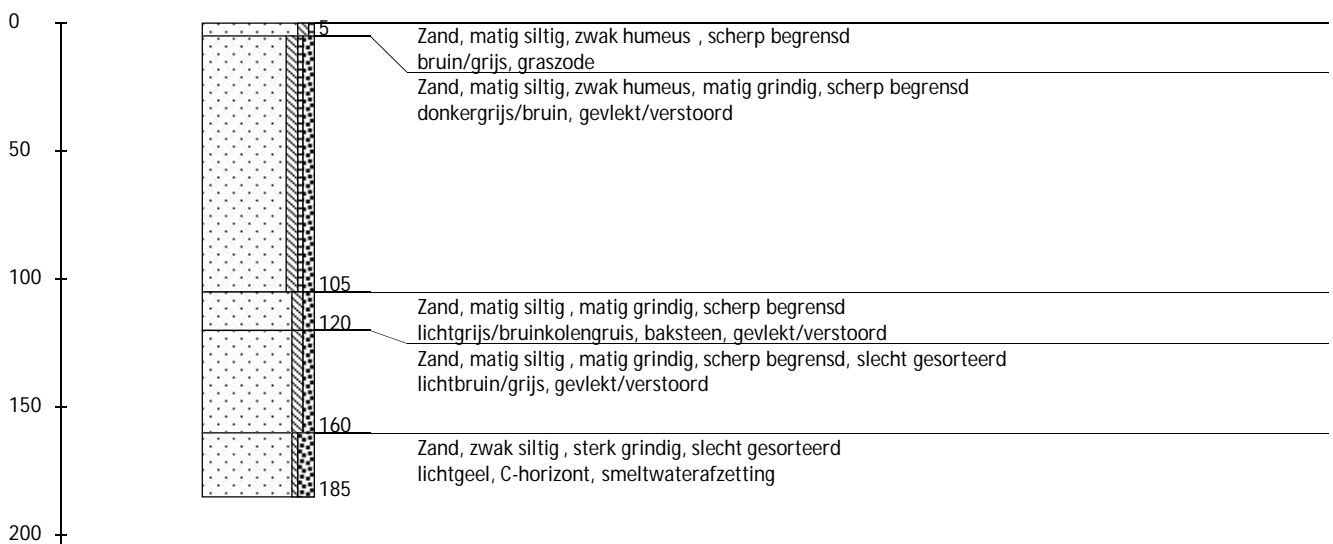 0
5
Zand, matig siltig, zwak humeus , scherp begrensd
bruin/grijs, graszode
Zand, matig siltig, zwak humeus, matig grindig, scherp begrensd
donkergrijs/bruin, gevlekt/verstoord
50
100
105
Zand, matig siltig , matig grindig, scherp begrensd
120
lichtgrijs/bruinkolengruis, baksteen, gevlekt/verstoord
Zand, matig siltig , matig grindig, scherp begrensd, slecht gesorteerd
lichtbruin/grijs, gevlekt/verstoord
150
160
Zand, zwak siltig , sterk grindig, slecht gesorteerd
lichtgeel, C-horizont, smeltwaterafzetting
185
200